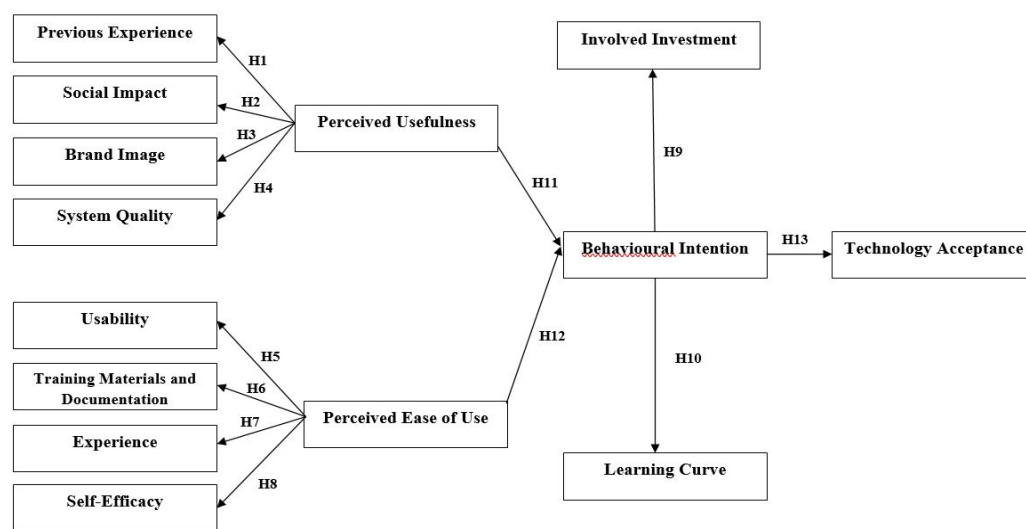 Previous Experience
Social Impact
Brand Image
System Quality
H1
H2
H3
H4
Perceived Usefulness
Usability
Training Materials and
Documentation
Experience
Self-Efficacy
H5
H6
H7
H8
Perceived Ease of Use
H11
H12
Involved Investment
H9
Behavioural Intention
H10
Learning Curve
H13
Technology Acceptance